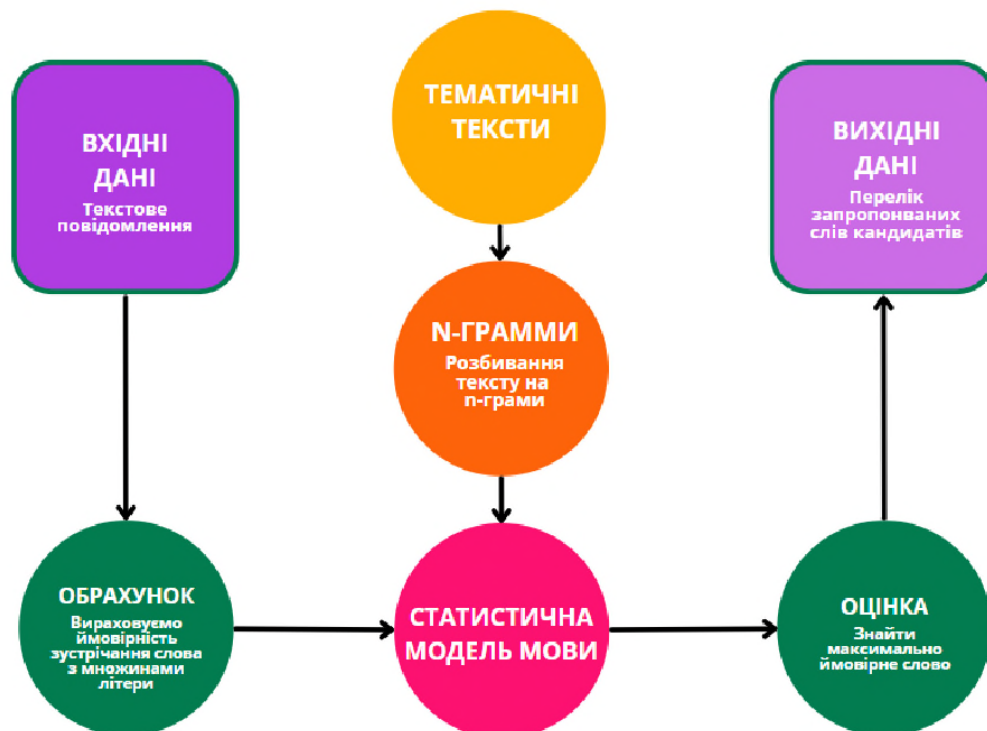 ВХІДНІ
ДАНІ
Текстове
повідомлення
ТЕМАТИЧНІ
ТЕКСТИ
ВИХІДНІ
ДАНІ
Перелік
запропонваних
слів кандидатів
N-ГРАММИ
Розбивання
тексту на
n-грами
ОБРАХУНОК
Вираховуємо
ймовірність
зустрічання слова
з множинами
літери
СТАТИСТИЧНА
МОДЕЛЬ МОВИ
ОЦІНКА
Знайти
максимально
ймовірне слово